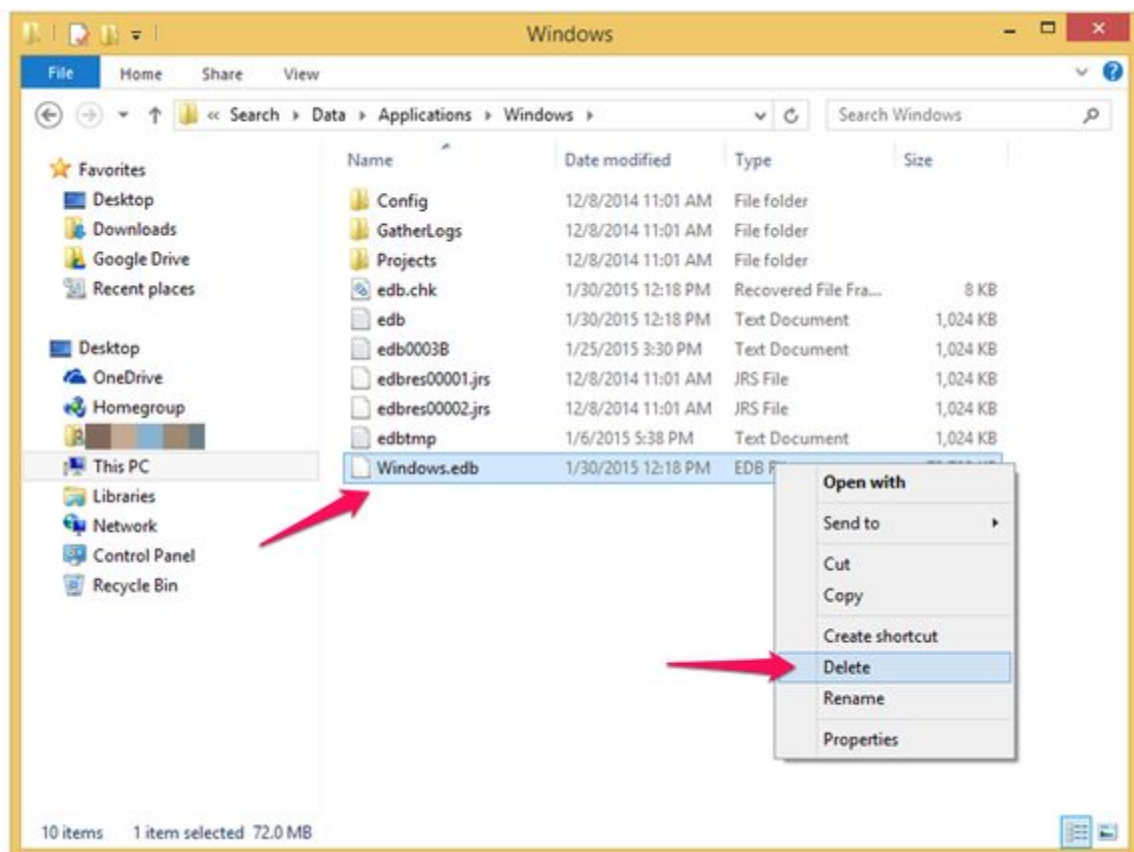 Windows
File Home Share View
« Search Data Applications Windows Search Windows
Name Date modified Type Size
Favorites
Desktop
Downloads
Google Drive
Recent places
Desktop
OneDrive
Homegroup
This PC
Libraries
Network
Control Panel
Recycle Bin
Config 12/8/2014 11:01 AM File folder
GatherLogs 12/8/2014 11:01 AM File folder
Projects 12/8/2014 11:01 AM File folder
edb.chk 1/30/2015 12:18 PM Recovered File Fra... 8 KB
edb 1/30/2015 12:18 PM Text Document 1,024 KB
edb0003B 1/25/2015 3:30 PM Text Document 1,024 KB
edbres00001.jrs 12/8/2014 11:01 AM JRS File 1,024 KB
edbres00002.jrs 12/8/2014 11:01 AM JRS File 1,024 KB
edbtmp 1/6/2015 5:38 PM Text Document 1,024 KB
Windows.edb 1/30/2015 12:18 PM EDB
Open with
Send to
Cut
Copy
Create shortcut
Delete
Rename
Properties
10 items 1 item selected 72.0 MB